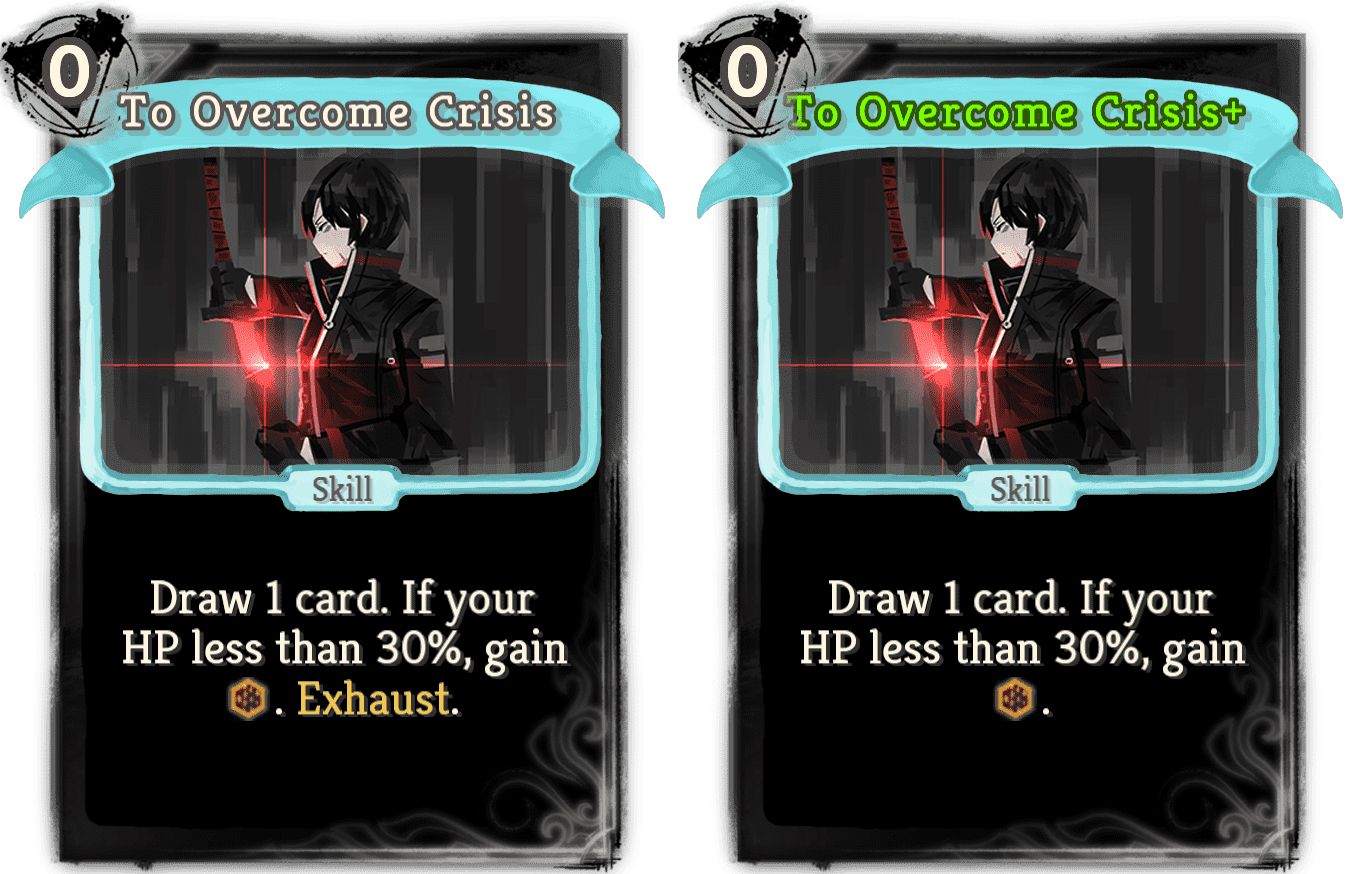 0
To Overcome Crisis
Skill
Draw 1 card. If your
HP less than 30%, gain
. Exhaust.
0
To Overcome Crisis+
Skill
Draw 1 card. If your
HP less than 30%, gain
.